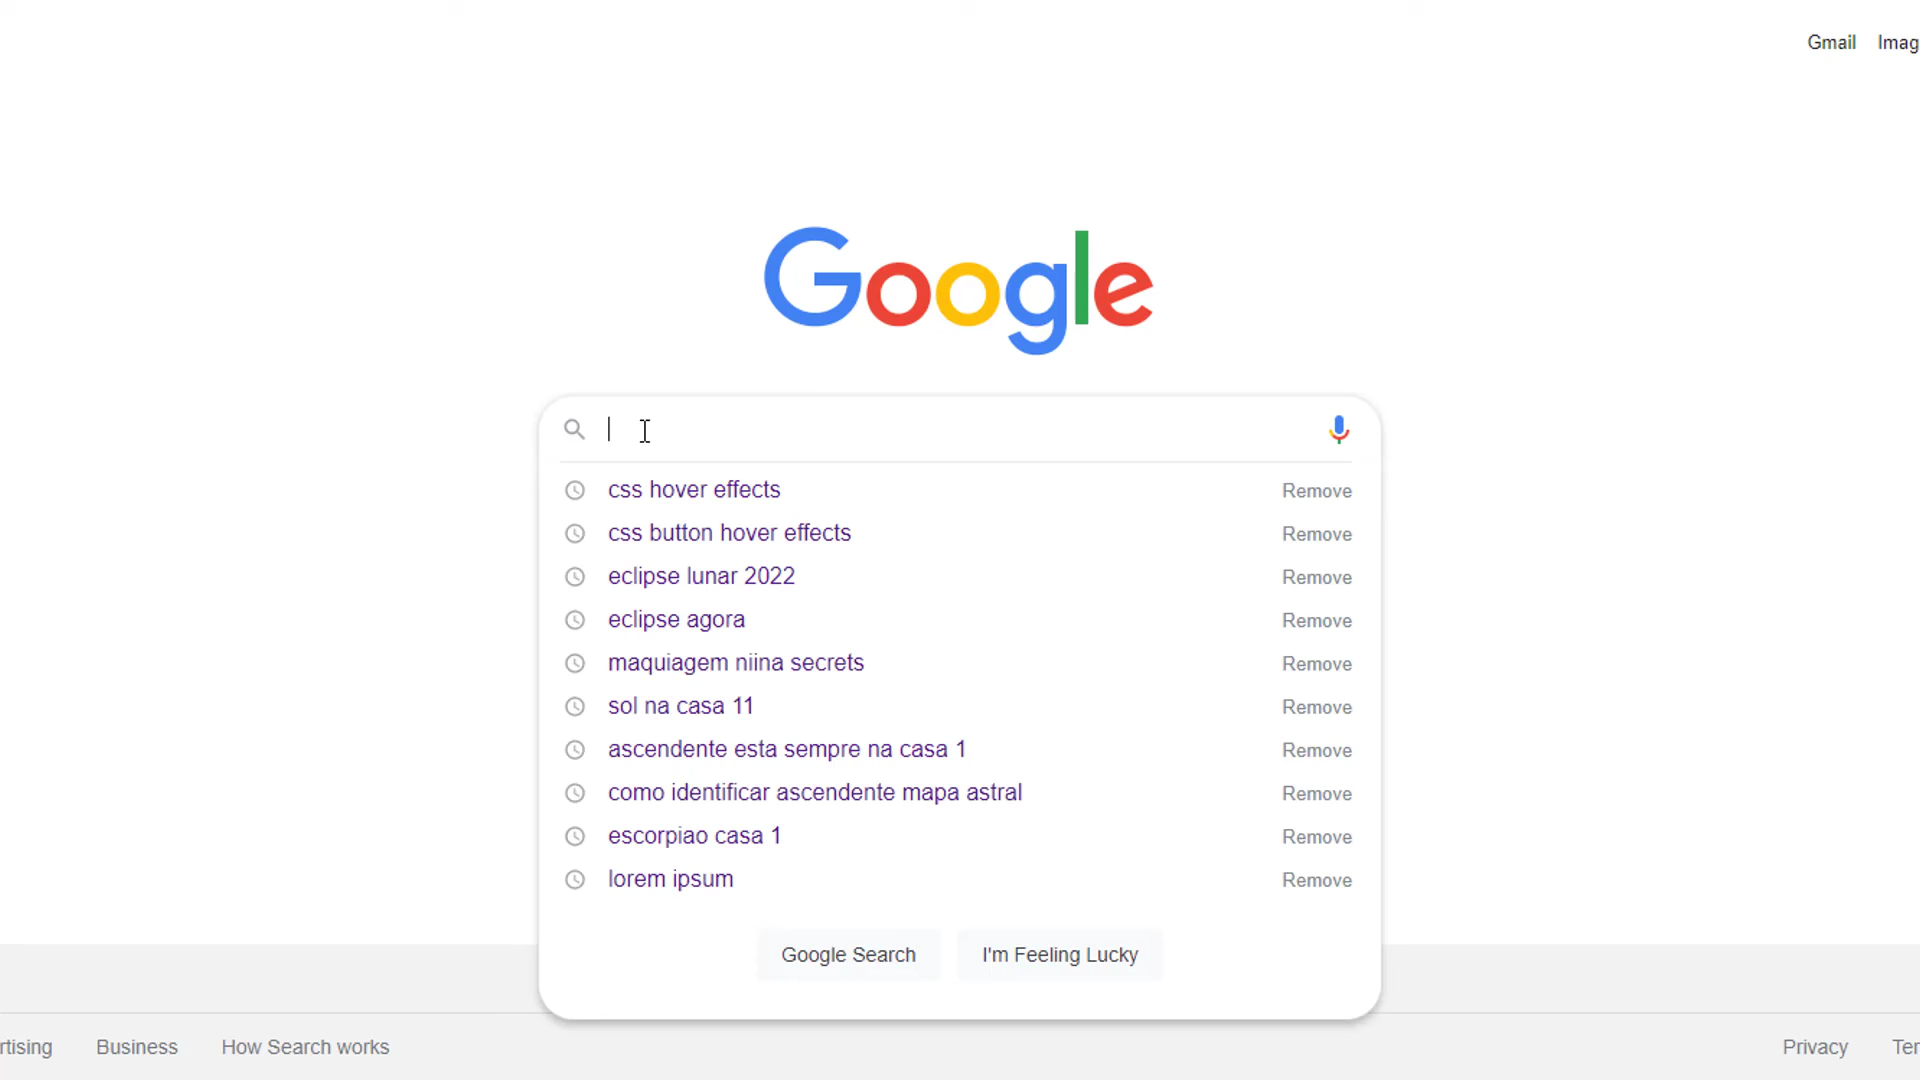 Gmail Imag
Google
css hover effects Remove
css button hover effects Remove
eclipse lunar 2022 Remove
eclipse agora Remove
maquiagem niina secrets Remove
sol na casa 11 Remove
ascendente esta sempre na casa 1 Remove
como identificar ascendente mapa astral Remove
escorpiao casa 1 Remove
lorem ipsum Remove
Google Search I'm Feeling Lucky
rtising Business How Search works Privacy Ter